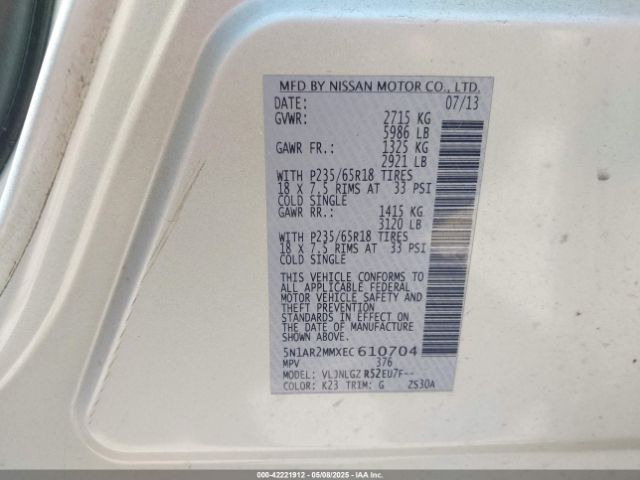 MFD BY NISSAN MOTOR CO., LTD.
DATE: 07/13
GVWR: 2715 KG
5986 LB
GAWR FR.: 1325 KG
2921 LB
WITH P235/65R18 TIRES
18 X 7.5 RIMS AT 33 PSI
COLD SINGLE
GAWR RR.: 1415 KG
3120 LB
WITH P235/65R18 TIRES
18 X 7.5 RIMS AT 33 PSI
COLD SINGLE
THIS VEHICLE CONFORMS TO
ALL APPLICABLE FEDERAL
MOTOR VEHICLE SAFETY AND
THEFT PREVENTION
STANDARDS IN EFFECT ON
THE DATE OF MANUFACTURE
SHOWN ABOVE.
5N1AR2MMXEC610704
MPV 376
MODEL: VLJNLGZ R52EU7F--
COLOR: K23 TRIM: G ZS30A
000-42221912 - 05/08/2025 - IAAI INC.